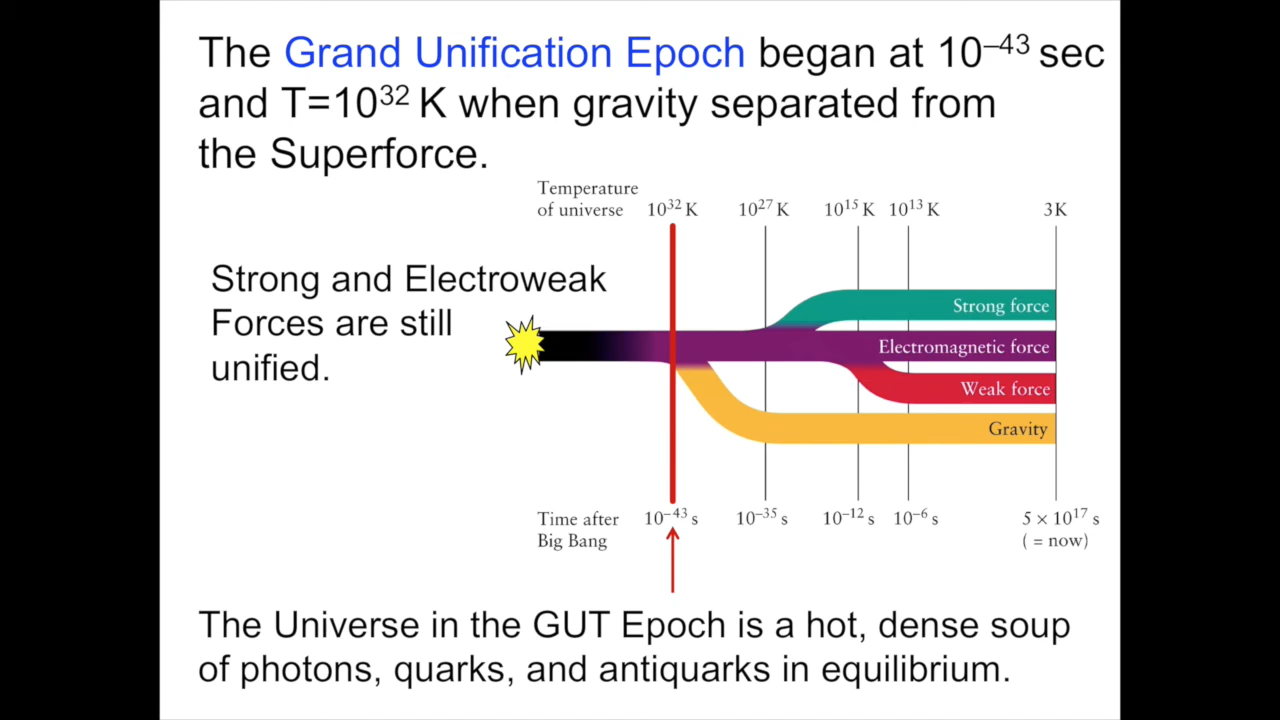 The Grand Unification Epoch began at 10⁻⁴³ sec
and T=10³² K when gravity separated from
the Superforce.
Temperature
of universe 10³² K 10²⁷ K 10¹⁵ K 10¹³ K 3K
Strong and Electroweak
Forces are still
unified.
Strong force
Electromagnetic force
Weak force
Gravity
Time after 10⁻⁴³ s 10⁻³⁵ s 10⁻¹² s 10⁻⁶ s 5 × 10¹⁷ s
Big Bang ( = now)
The Universe in the GUT Epoch is a hot, dense soup
of photons, quarks, and antiquarks in equilibrium.